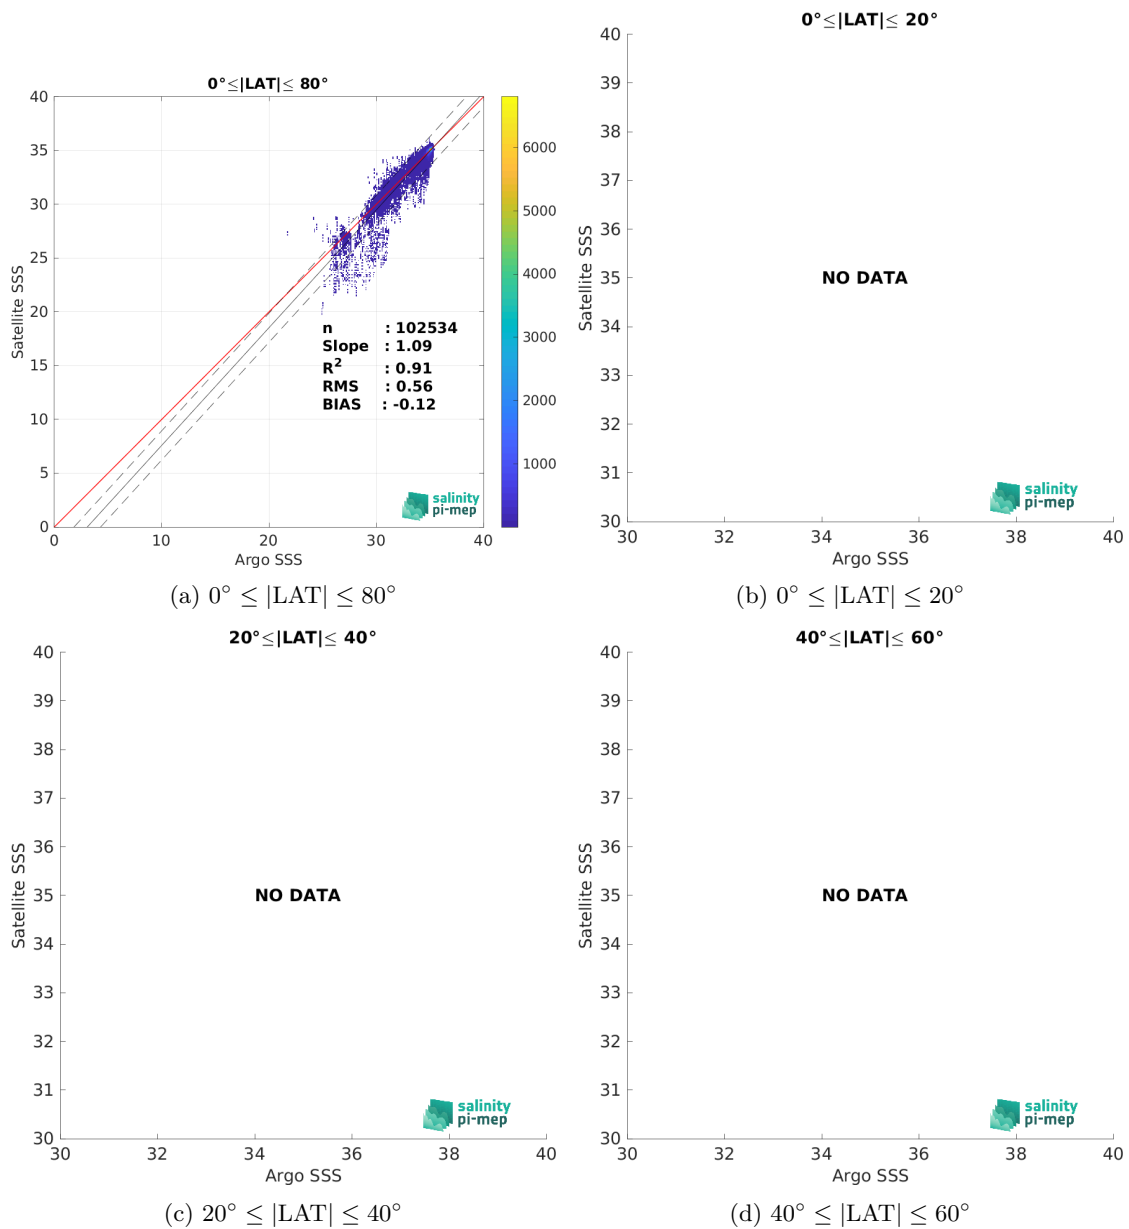 0°≤|LAT|≤ 80°
40
35
30
25
20
15
10
5
0
0
10
20
30
40
Satellite SSS
Argo SSS
n : 102534
Slope : 1.09
R² : 0.91
RMS : 0.56
BIAS : -0.12
6000
5000
4000
3000
2000
1000
salinity
pi-mep
(a) 0° ≤ |LAT| ≤ 80°
0°≤|LAT|≤ 20°
40
39
38
37
36
35
34
33
32
31
30
30
32
34
36
38
40
Satellite SSS
Argo SSS
NO DATA
salinity
pi-mep
(b) 0° ≤ |LAT| ≤ 20°
20°≤|LAT|≤ 40°
40
39
38
37
36
35
34
33
32
31
30
30
32
34
36
38
40
Satellite SSS
Argo SSS
NO DATA
salinity
pi-mep
(c) 20° ≤ |LAT| ≤ 40°
40°≤|LAT|≤ 60°
40
39
38
37
36
35
34
33
32
31
30
30
32
34
36
38
40
Satellite SSS
Argo SSS
NO DATA
salinity
pi-mep
(d) 40° ≤ |LAT| ≤ 60°